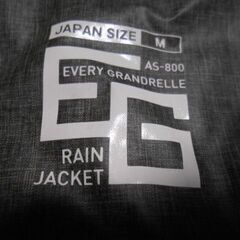 JAPAN SIZE M
AS-800
EVERY GRANDRELLE
EG
RAIN
JACKET